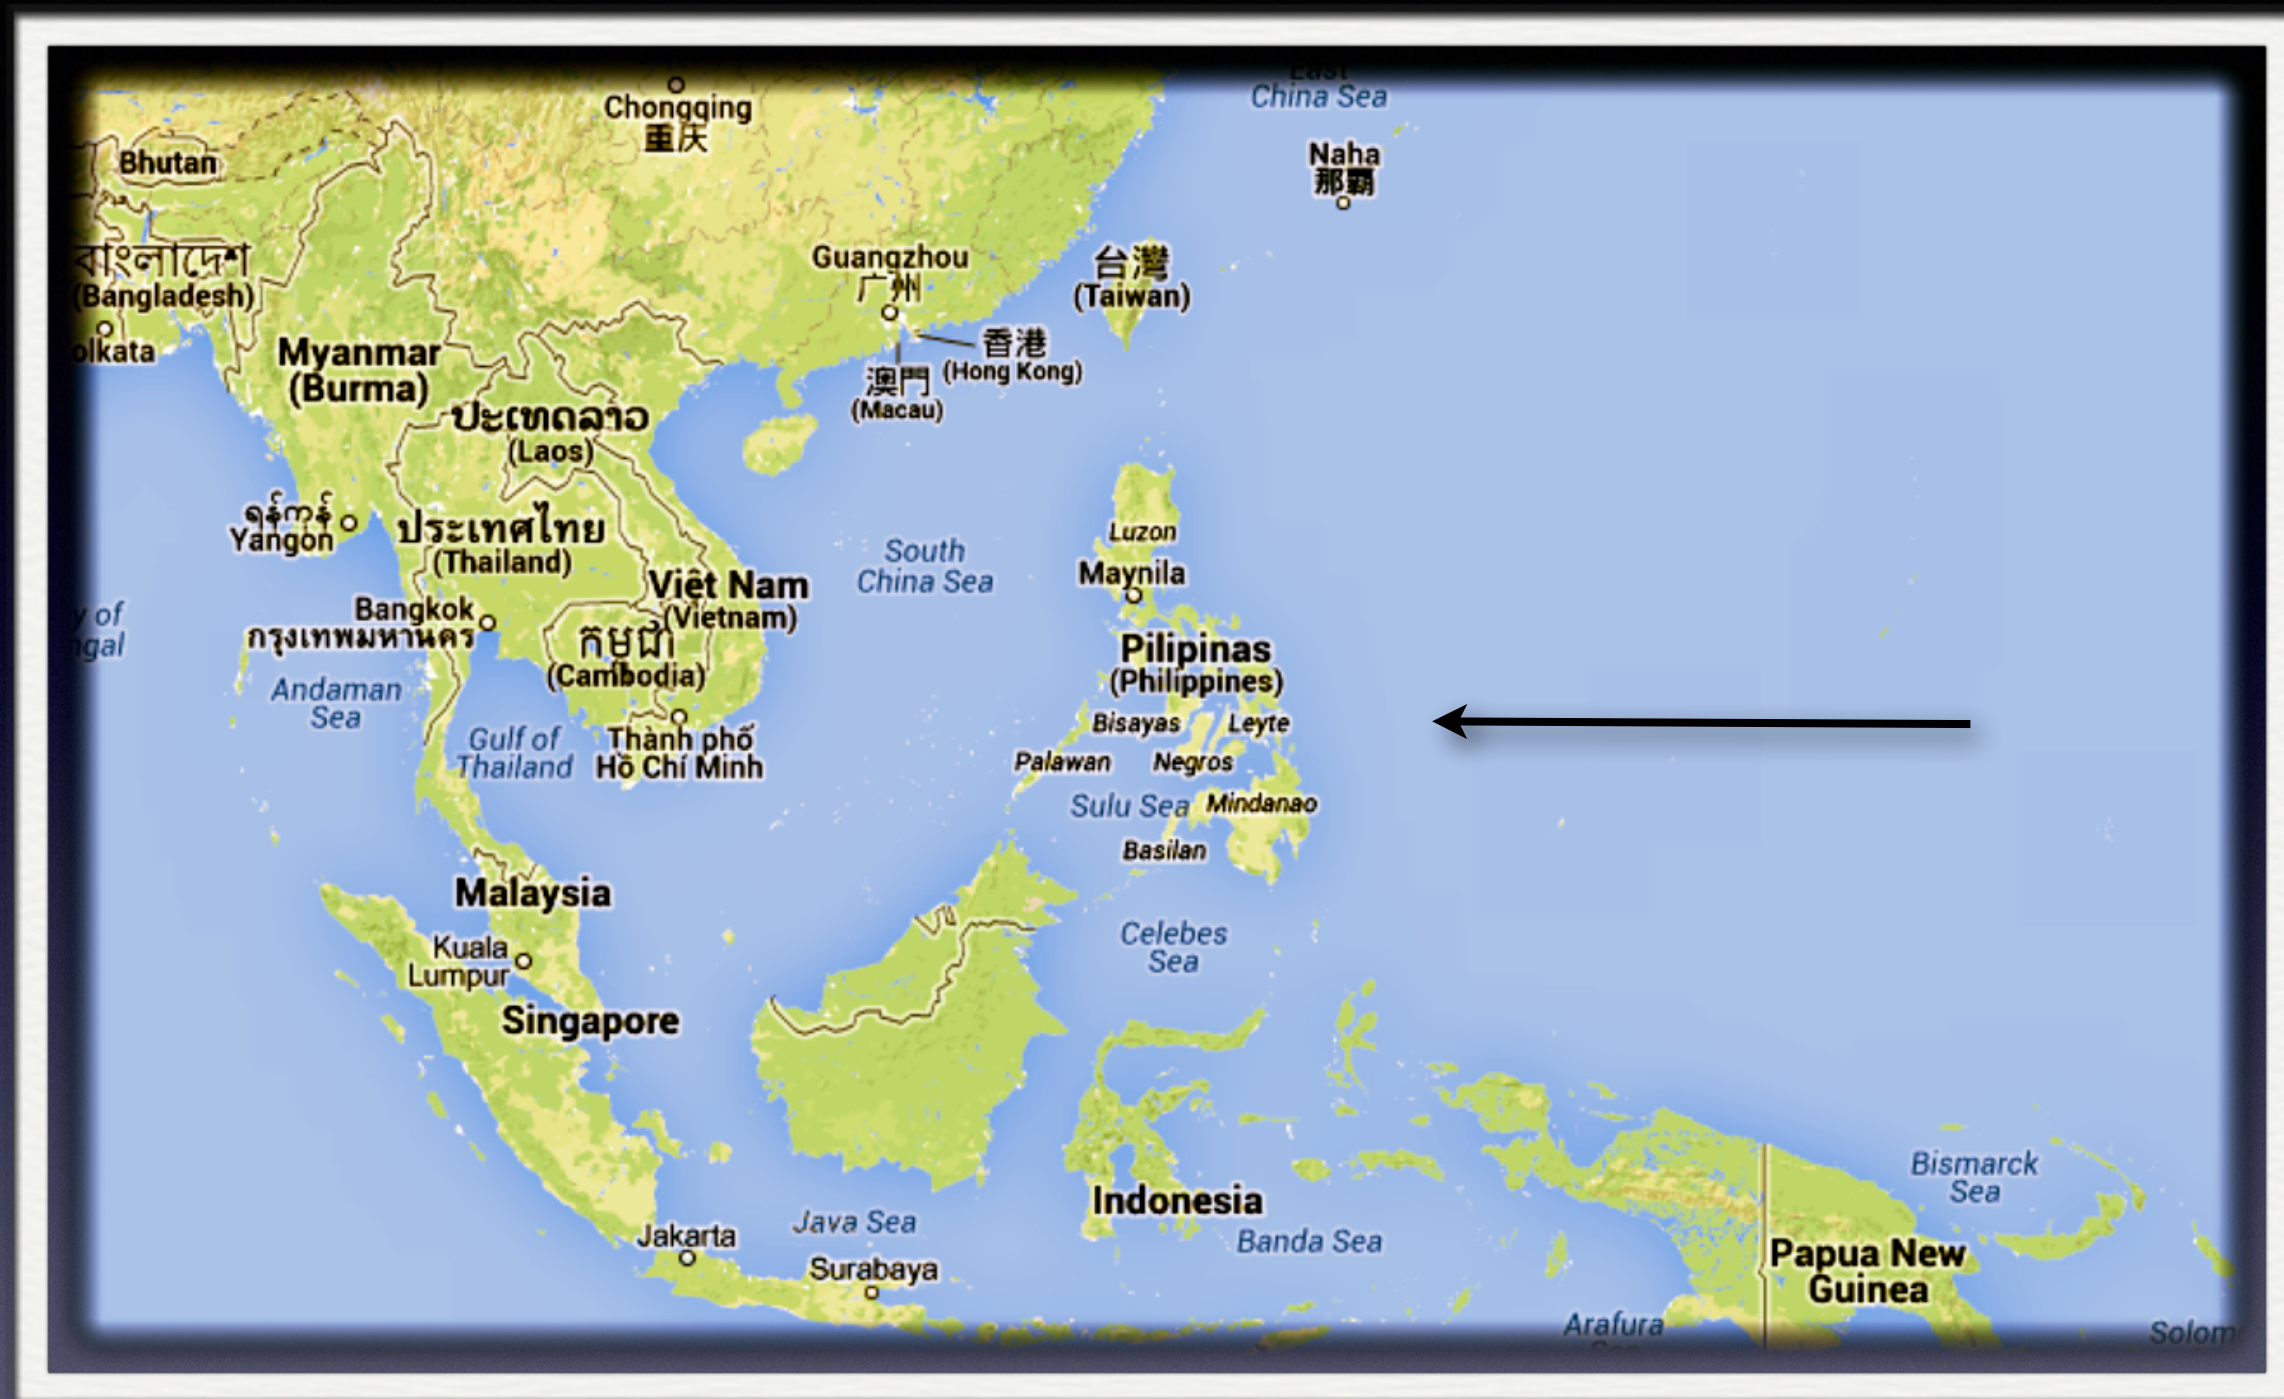 East
China Sea
Chongqing
重庆
Naha
那霸
Bhutan
বাংলাদেশ
(Bangladesh)
Guangzhou
广州
台灣
(Taiwan)
olkata
香港
(Hong Kong)
澳門
(Macau)
Myanmar
(Burma)
ປະເທດລາວ
(Laos)
ရန်ကုန်
Yangon
ประเทศไทย
(Thailand)
South
China Sea
Luzon
Maynila
Việt Nam
(Vietnam)
Bangkok
กรุงเทพมหานคร
កម្ពុជា
(Cambodia)
y of
ngal
Pilipinas
(Philippines)
Andaman
Sea
Gulf of
Thailand
Thành phố
Hồ Chí Minh
Bisayas
Leyte
Palawan
Negros
Sulu Sea
Mindanao
Basilan
Malaysia
Kuala
Lumpur
Singapore
Celebes
Sea
Indonesia
Java Sea
Banda Sea
Jakarta
Surabaya
Bismarck
Sea
Papua New
Guinea
Arafura
Solom